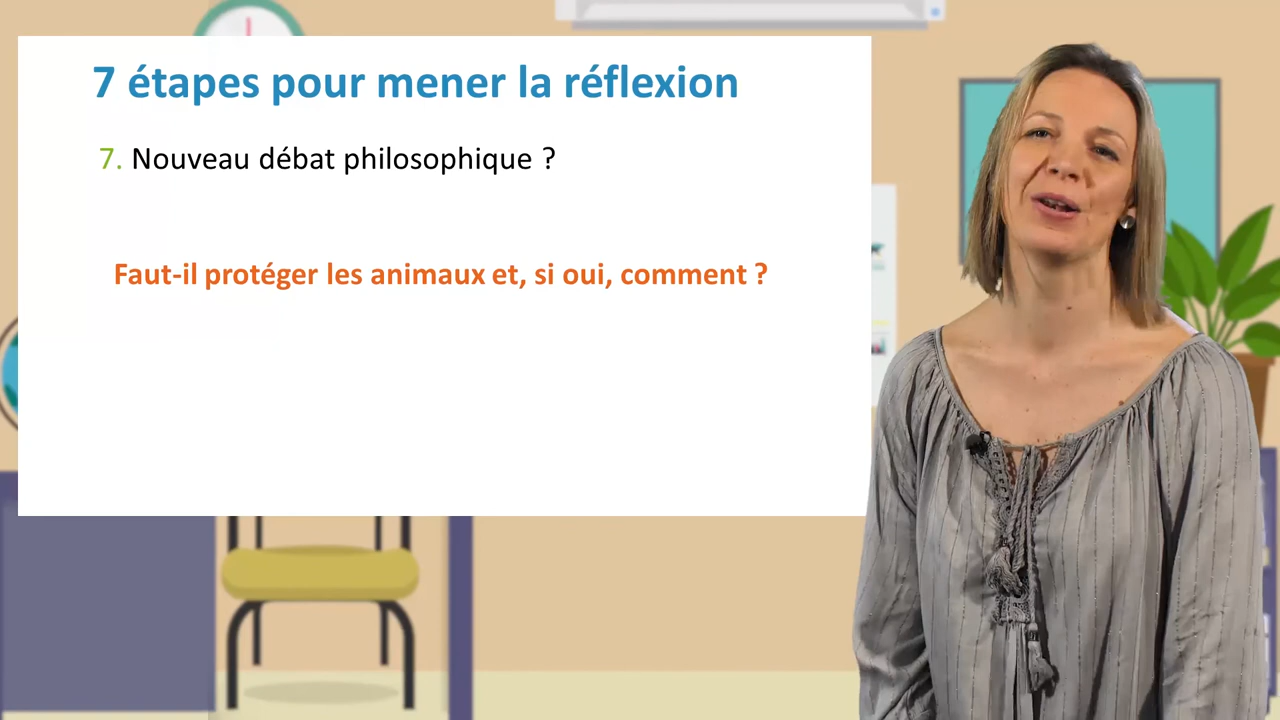 7 étapes pour mener la réflexion
7. Nouveau débat philosophique ?
Faut-il protéger les animaux et, si oui, comment ?